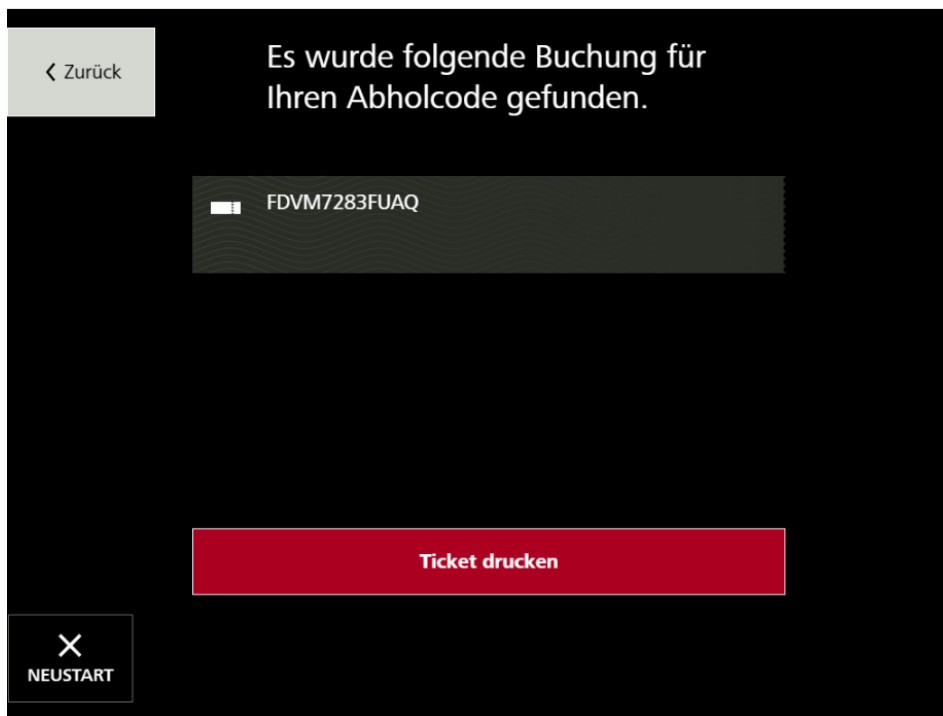 Zurück
Es wurde folgende Buchung für
Ihren Abholcode gefunden.
FDVM7283FUAQ
Ticket drucken
NEUSTART